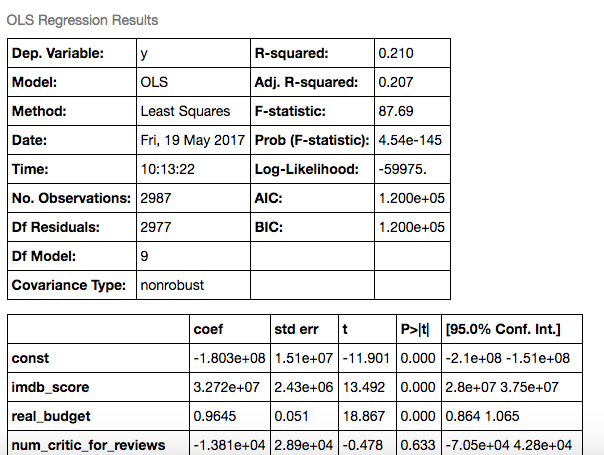 OLS Regression Results
Dep. Variable: y R-squared: 0.210
Model: OLS Adj. R-squared: 0.207
Method: Least Squares F-statistic: 87.69
Date: Fri, 19 May 2017 Prob (F-statistic): 4.54e-145
Time: 10:13:22 Log-Likelihood: -59975.
No. Observations: 2987 AIC: 1.200e+05
Df Residuals: 2977 BIC: 1.200e+05
Df Model: 9
Covariance Type: nonrobust
coef std err t P>|t| [95.0% Conf. Int.]
const -1.803e+08 1.51e+07 -11.901 0.000 -2.1e+08 -1.51e+08
imdb_score 3.272e+07 2.43e+06 13.492 0.000 2.8e+07 3.75e+07
real_budget 0.9645 0.051 18.867 0.000 0.864 1.065
num_critic_for_reviews -1.381e+04 2.89e+04 -0.478 0.633 -7.05e+04 4.28e+04